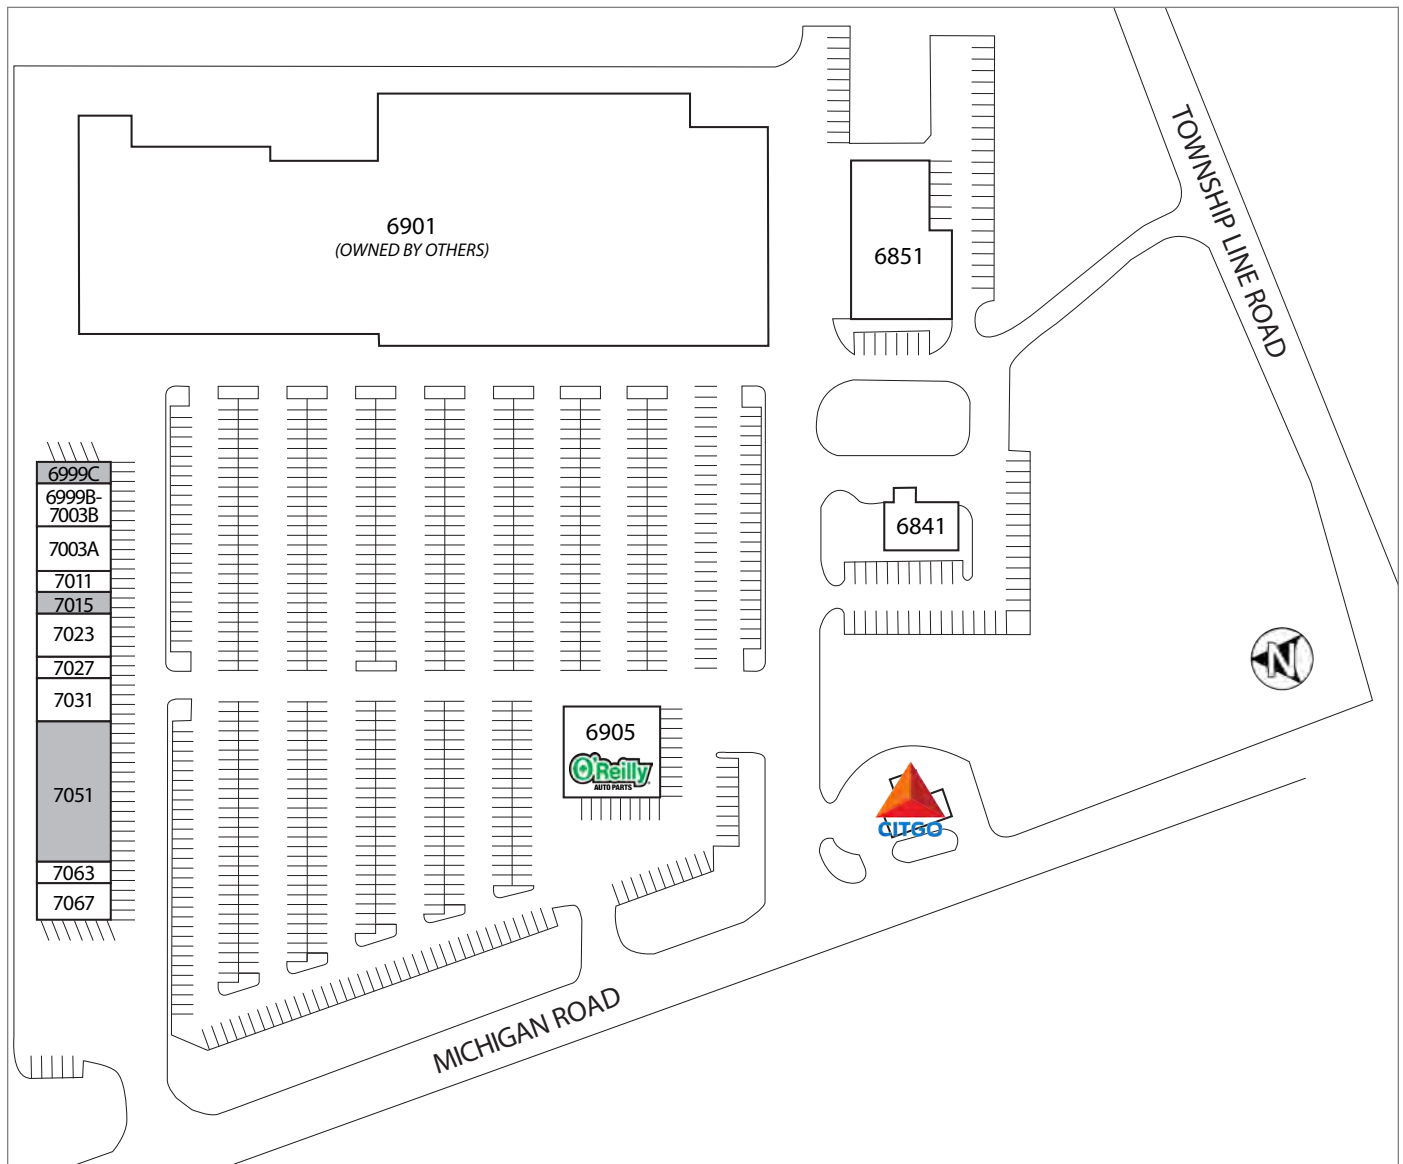 TOWNSHIP LINE ROAD
6901
(OWNED BY OTHERS)
6851
6999C
6999B-
7003B
7003A
7011
7015
7023
7027
7031
7051
7063
7067
6841
N
6905
O'Reilly
AUTO PARTS
CITGO
MICHIGAN ROAD